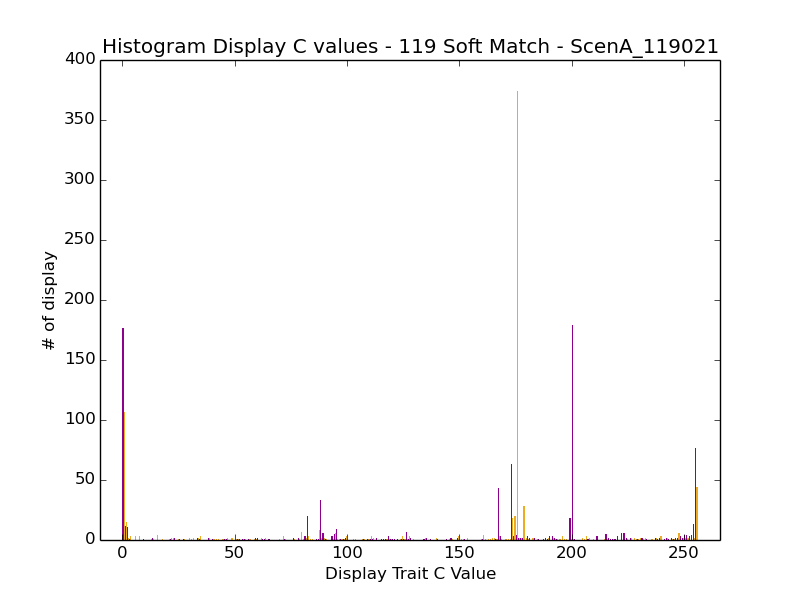 Histogram Display C values - 119 Soft Match - ScenA_119021
400
350
300
250
200
150
100
50
0
# of display
0 50 100 150 200 250
Display Trait C Value